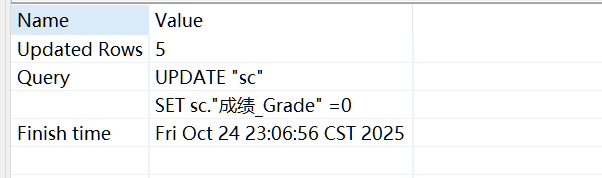 Name Value
Updated Rows 5
Query UPDATE "sc"
SET sc."成绩_Grade" =0
Finish time Fri Oct 24 23:06:56 CST 2025